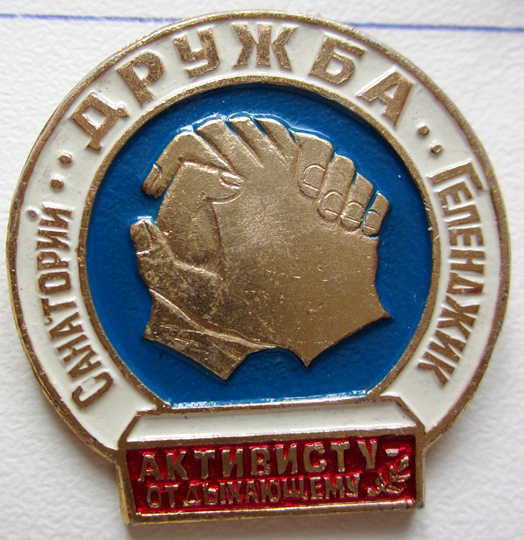 Санаторий
ДРУЖБА
Геленджик
АКТИВИСТУ-
ОТДЫХАЮЩЕМУ